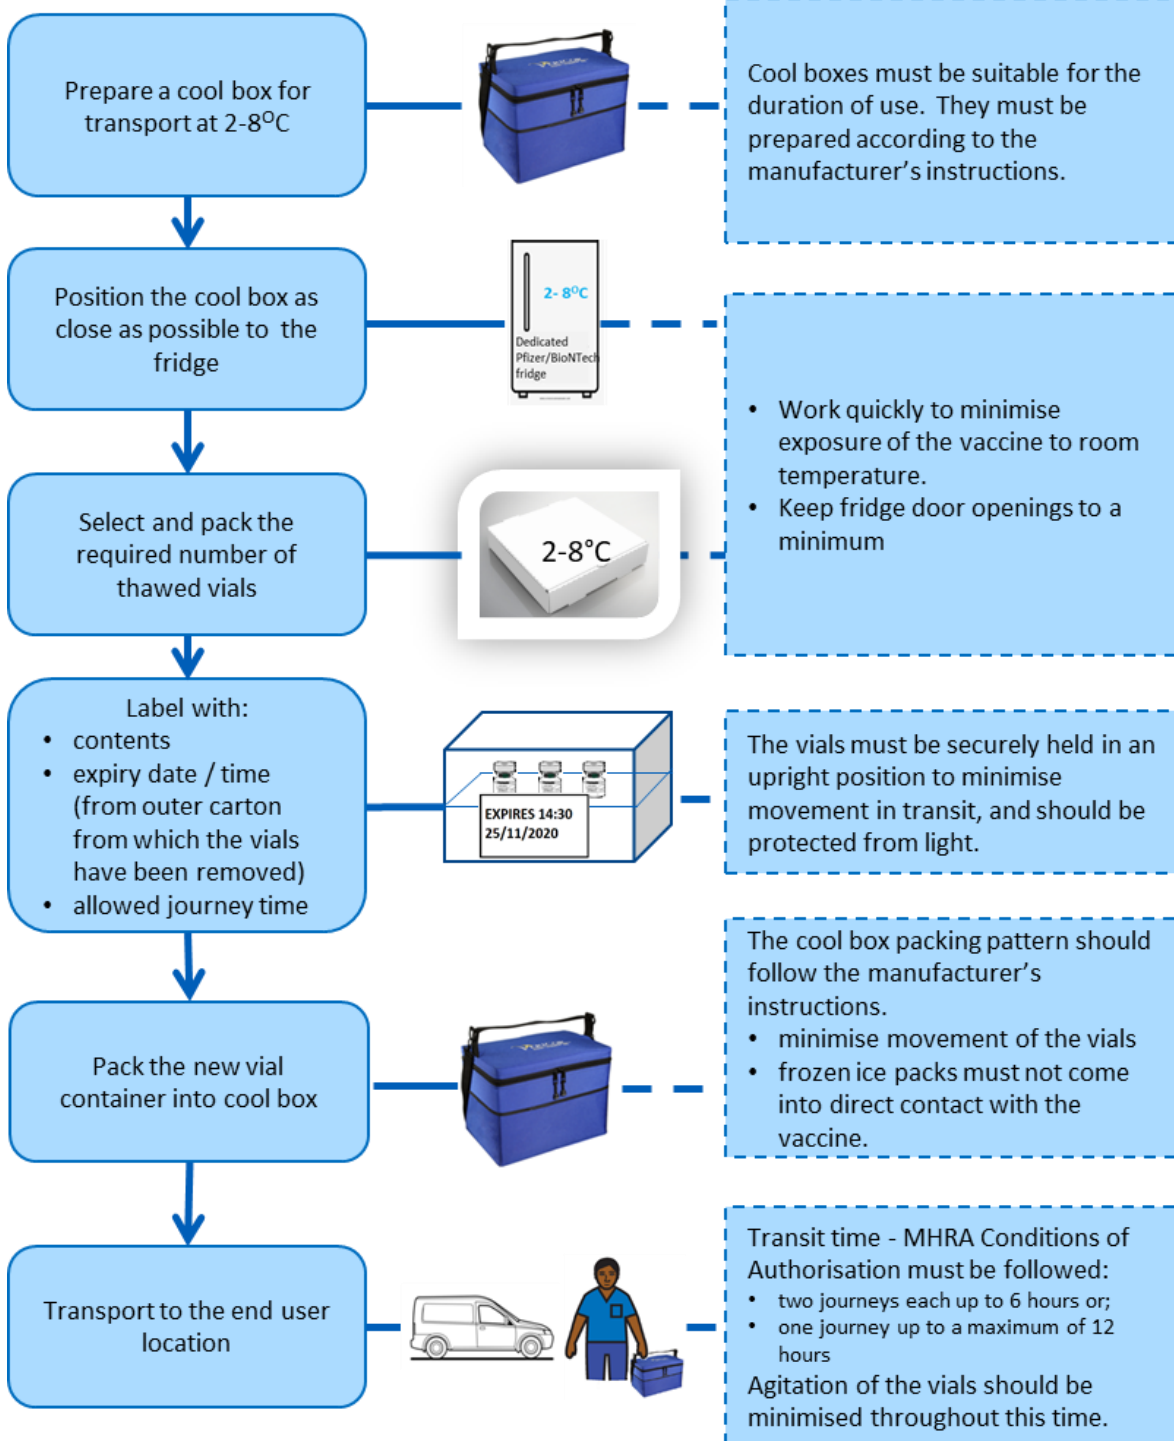 Prepare a cool box for
transport at 2-8⁰C
Cool boxes must be suitable for the
duration of use. They must be
prepared according to the
manufacturer's instructions.
Position the cool box as
close as possible to the
fridge
2- 8⁰C
Dedicated
Pfizer/BioNTech
fridge
• Work quickly to minimise
exposure of the vaccine to room
temperature.
• Keep fridge door openings to a
minimum
Select and pack the
required number of
thawed vials
2-8°C
Label with:
• contents
• expiry date / time
(from outer carton
from which the vials
have been removed)
• allowed journey time
EXPIRES 14:30
25/11/2020
The vials must be securely held in an
upright position to minimise
movement in transit, and should be
protected from light.
Pack the new vial
container into cool box
The cool box packing pattern should
follow the manufacturer's
instructions.
• minimise movement of the vials
• frozen ice packs must not come
into direct contact with the
vaccine.
Transport to the end user
location
Transit time - MHRA Conditions of
Authorisation must be followed:
• two journeys each up to 6 hours or;
• one journey up to a maximum of 12
hours
Agitation of the vials should be
minimised throughout this time.